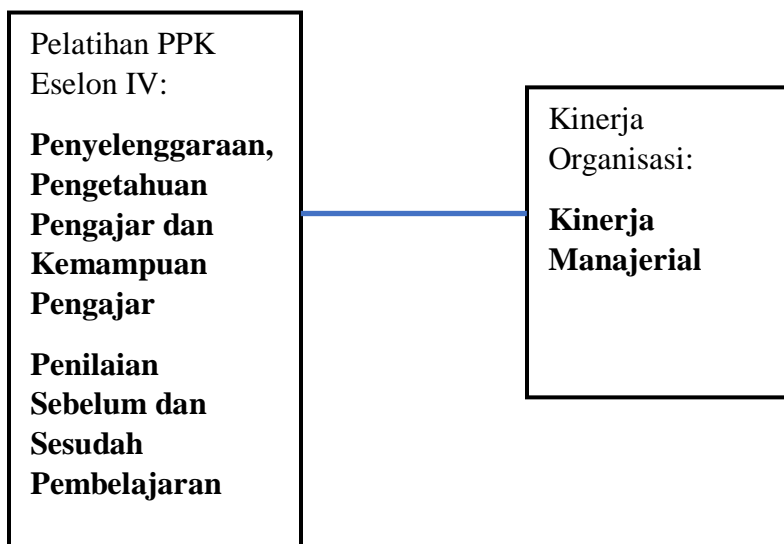 Pelatihan PPK
Eselon IV:
Penyelenggaraan,
Pengetahuan
Pengajar dan
Kemampuan
Pengajar
Penilaian
Sebelum dan
Sesudah
Pembelajaran
Kinerja
Organisasi:
Kinerja
Manajerial